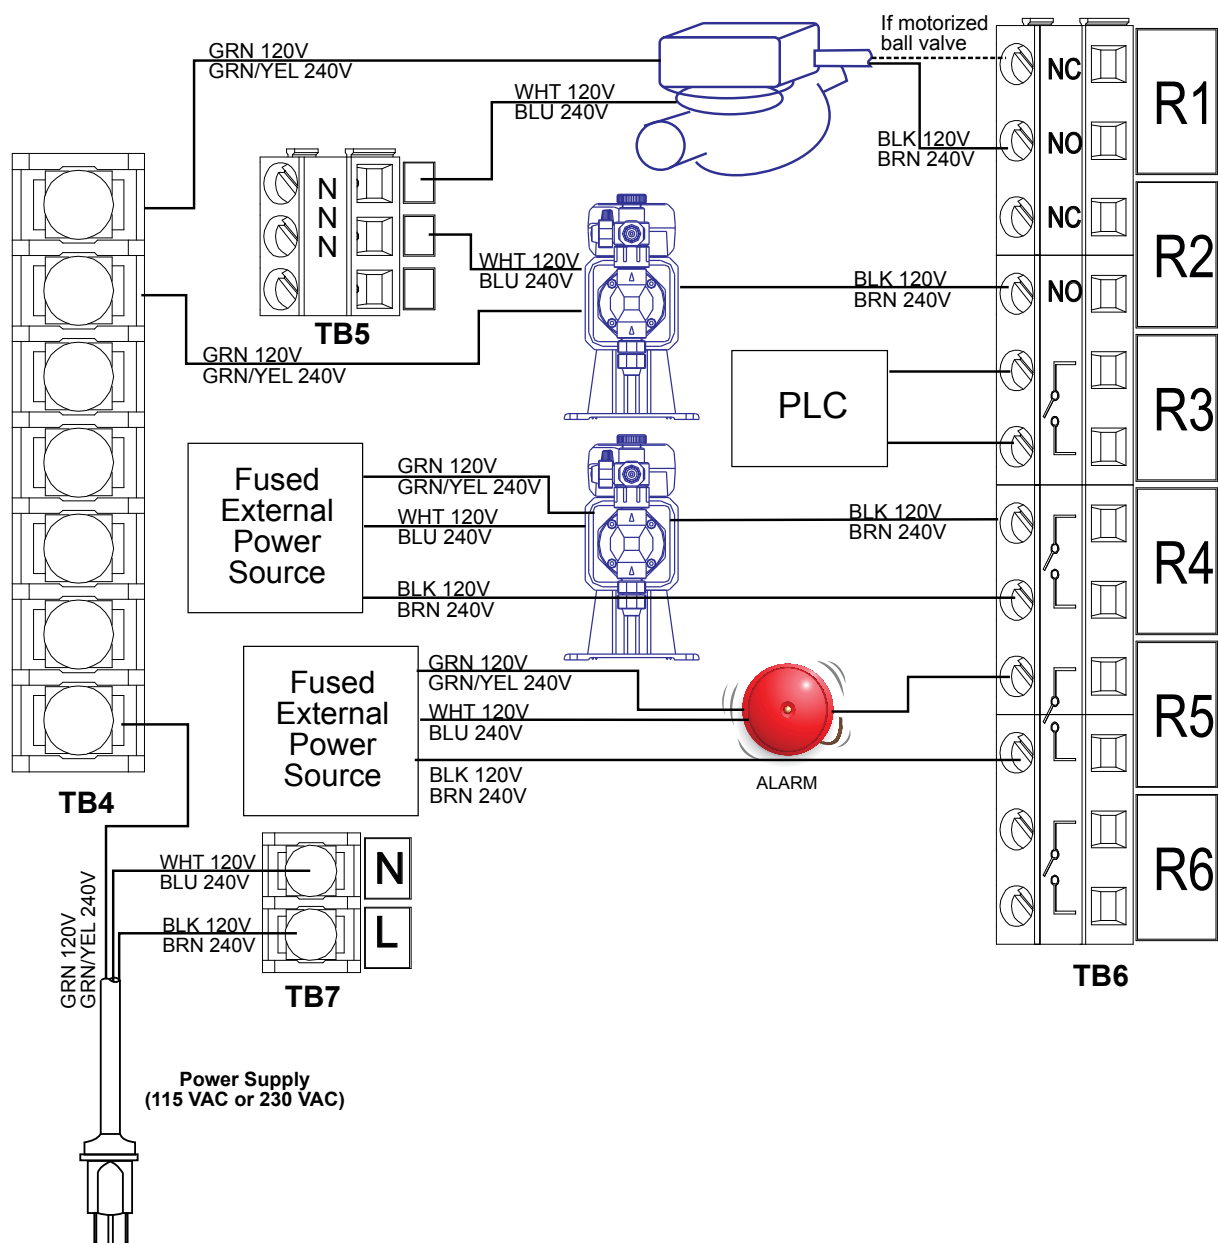 If motorized
ball valve
GRN 120V
GRN/YEL 240V
WHT 120V
BLU 240V
NC
R1
BLK 120V
BRN 240V
NO
N
N
N
TB5
NC
R2
WHT 120V
BLU 240V
BLK 120V
BRN 240V
NO
GRN 120V
GRN/YEL 240V
PLC
R3
Fused
External
Power
Source
GRN 120V
GRN/YEL 240V
WHT 120V
BLU 240V
BLK 120V
BRN 240V
BLK 120V
BRN 240V
R4
Fused
External
Power
Source
GRN 120V
GRN/YEL 240V
WHT 120V
BLU 240V
BLK 120V
BRN 240V
ALARM
R5
TB4
WHT 120V
BLU 240V
N
BLK 120V
BRN 240V
L
R6
GRN 120V
GRN/YEL 240V
TB7
TB6
Power Supply
(115 VAC or 230 VAC)